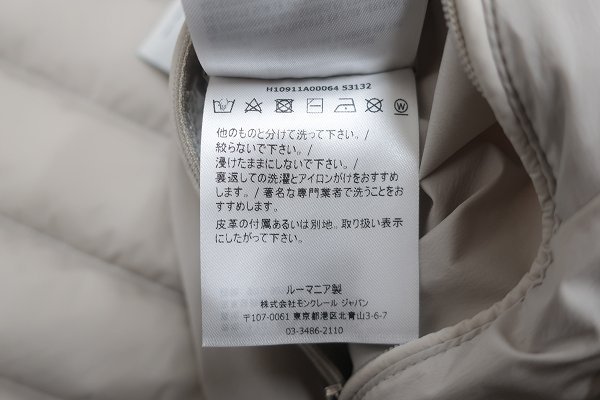 H10911A00064 53132
他のものと分けて洗って下さい。/
絞らないで下さい。/
浸けたままにしないで下さい。/
裏返しての洗濯とアイロンがけをおすすめ
します。/ 著名な専門業者で洗うことをお
すすめします。
皮革の付属あるいは別地。取り扱い表示
にしたがって下さい。
ルーマニア製
株式会社モンクレール ジャパン
〒107-0061 東京都港区北青山3-6-7
03-3486-2110